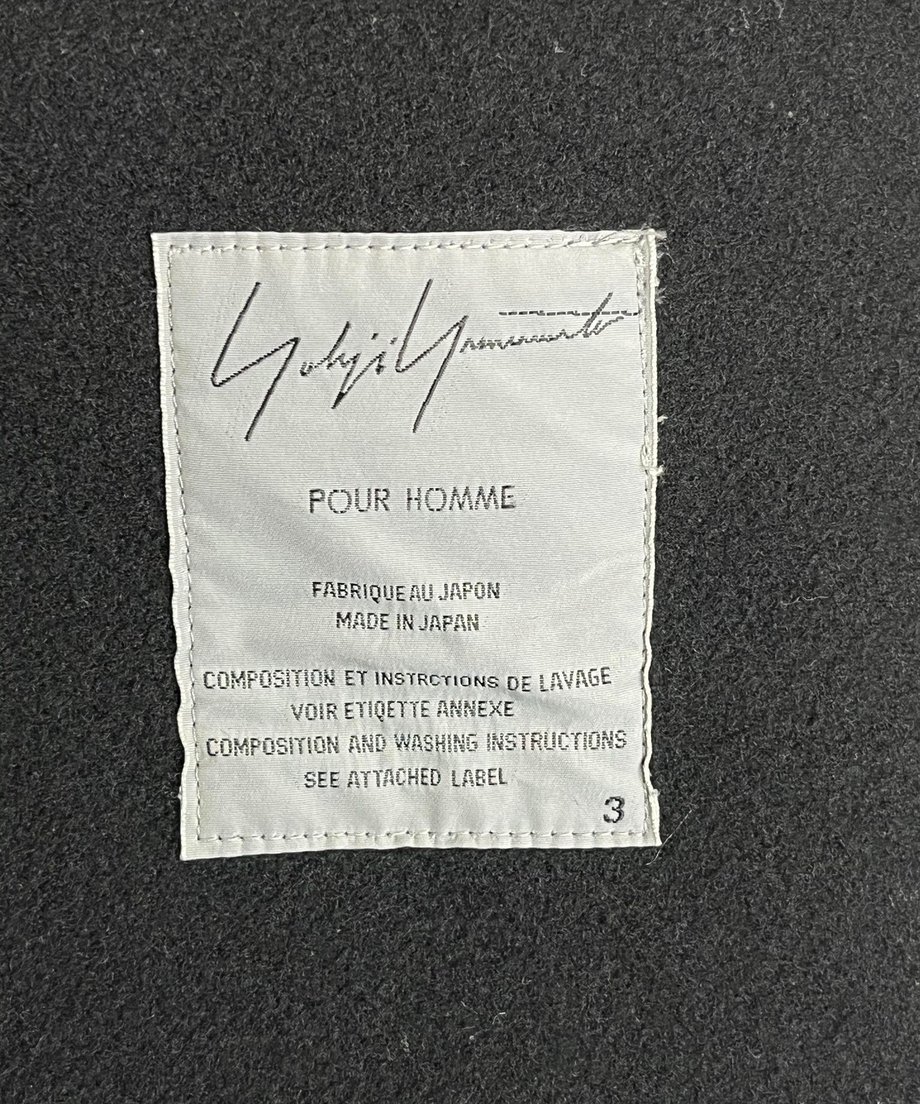 Yohji Yamamoto
POUR HOMME
FABRIQUE AU JAPON
MADE IN JAPAN
COMPOSITION ET INSTRCTIONS DE LAVAGE
VOIR ETIQETTE ANNEXE
COMPOSITION AND WASHING INSTRUCTIONS
SEE ATTACHED LABEL
3